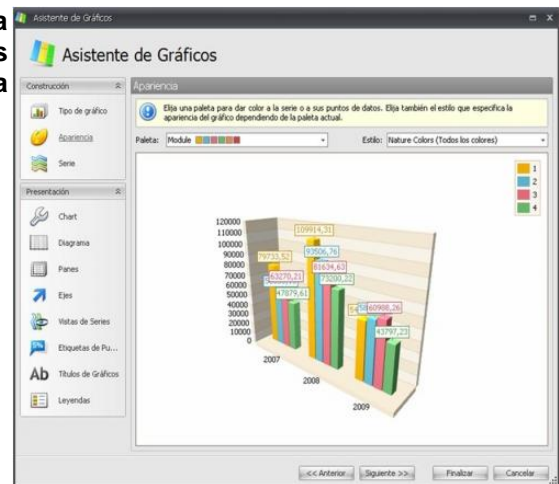 a
s
a
Asistente de Gráficos
Asistente de Gráficos
Construcción
Tipo de gráfico
Apariencia
Serie
Presentación
Chart
Diagrama
Panes
Ejes
Vistas de Series
Etiquetas de Pu...
Ab Títulos de Gráficos
Leyendas
Apariencia
Elija una paleta para dar color a la serie o a sus puntos de datos. Elija también el estilo que especifica la
apariencia del gráfico dependiendo de la paleta actual.
Paleta: Module Estilo: Nature Colors (Todos los colores)
1
2
3
4
120000
110000
100000
90000
80000
70000
60000
50000
40000
30000
20000
10000
0
79733,52
63270,21
47879,61
109914,31
93506,76
81634,63
73200,22
60988,26
43797,23
2007
2008
2009
<< Anterior Siguiente >> Finalizar Cancelar